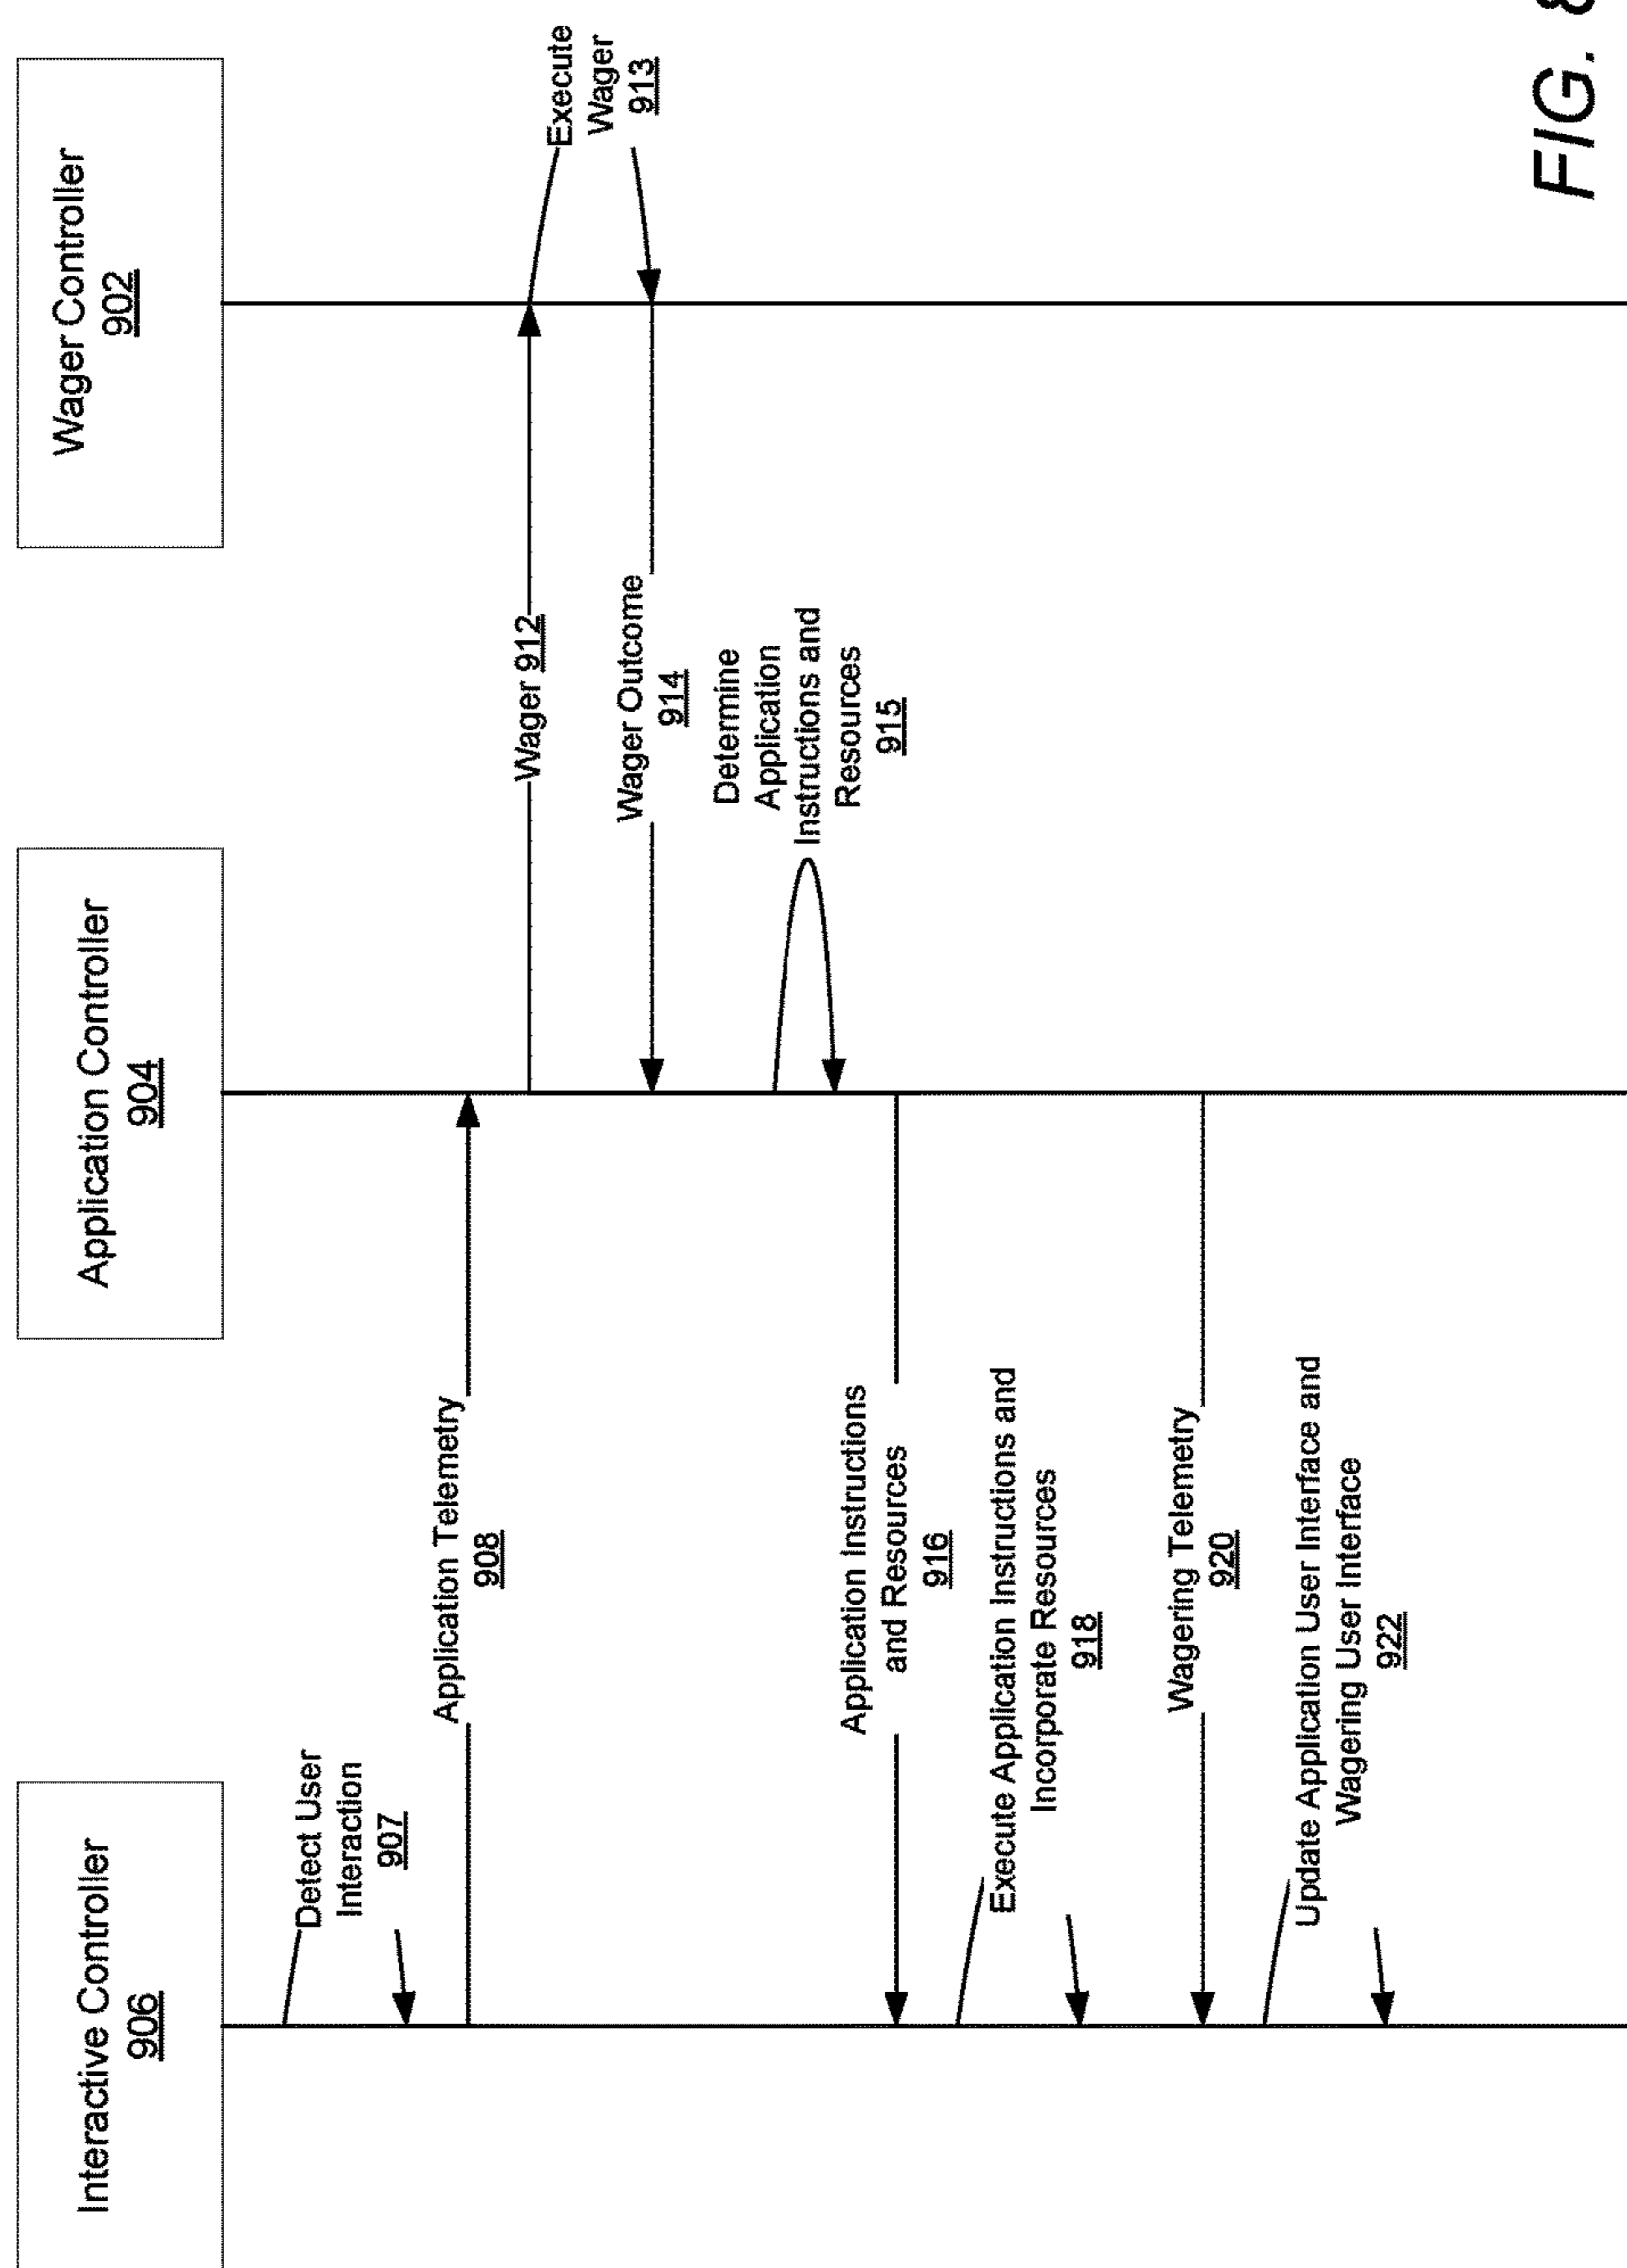 Interactive Controller
906
Application Controller
904
Wager Controller
902
Detect User
Interaction
907
Application Telemetry
908
Wager 912
Execute
Wager
913
Wager Outcome
914
Determine
Application
Instructions and
Resources
915
Application Instructions
and Resources
916
Execute Application Instructions and
Incorporate Resources
918
Wagering Telemetry
920
Update Application User Interface and
Wagering User Interface
922
FIG. 8